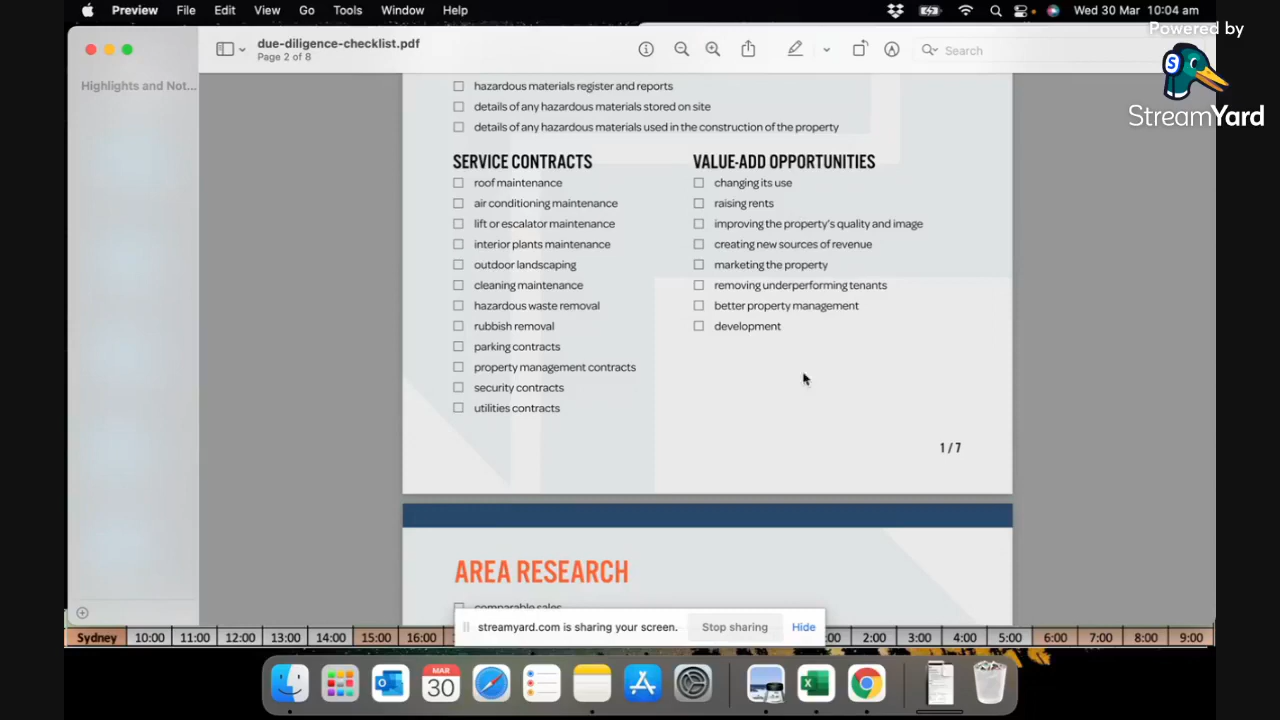 Preview File Edit View Go Tools Window Help Wed 30 Mar 10:04 am
Powered by
StreamYard
due-diligence-checklist.pdf
Page 2 of 8
Search
Highlights and Not...
hazardous materials register and reports
details of any hazardous materials stored on site
details of any hazardous materials used in the construction of the property
SERVICE CONTRACTS
roof maintenance
air conditioning maintenance
lift or escalator maintenance
interior plants maintenance
outdoor landscaping
cleaning maintenance
hazardous waste removal
rubbish removal
parking contracts
property management contracts
security contracts
utilities contracts
VALUE-ADD OPPORTUNITIES
changing its use
raising rents
improving the property's quality and image
creating new sources of revenue
marketing the property
removing underperforming tenants
better property management
development
1 / 7
AREA RESEARCH
comparable sales
streamyard.com is sharing your screen. Stop sharing Hide
Sydney 10:00 11:00 12:00 13:00 14:00 15:00 16:00 :00 2:00 3:00 4:00 5:00 6:00 7:00 8:00 9:00
MAR
30